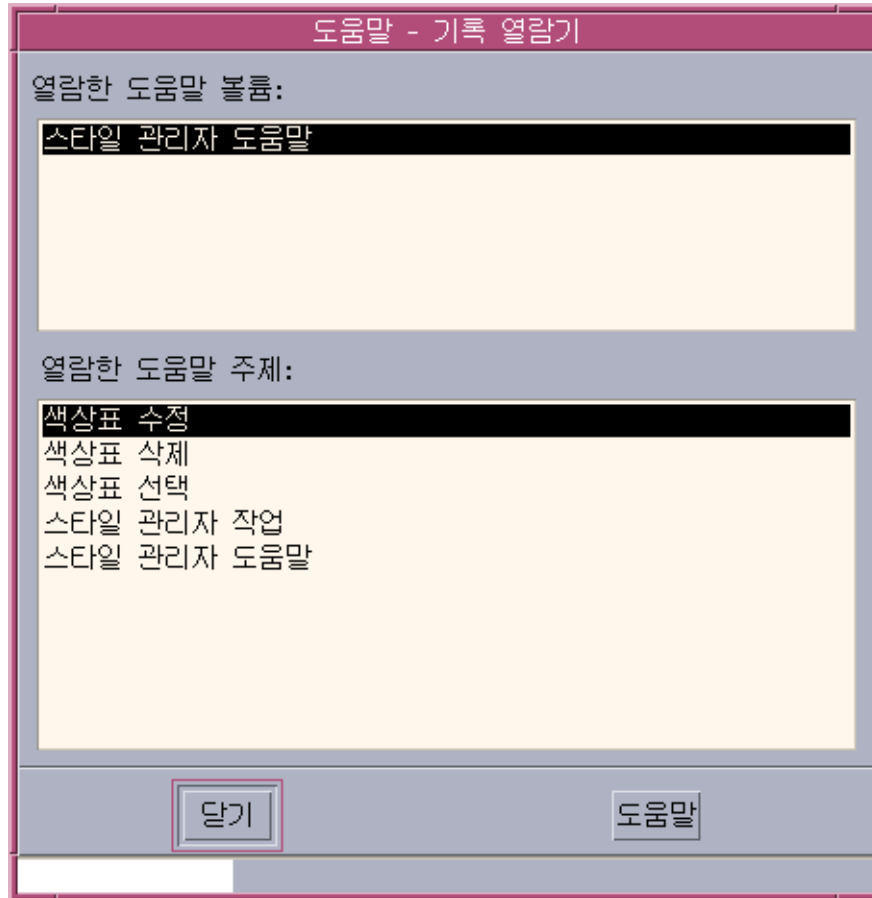 도움말 - 기록 열람기
열람한 도움말 볼륨:
스타일 관리자 도움말
열람한 도움말 주제:
색상표 수정
색상표 삭제
색상표 선택
스타일 관리자 작업
스타일 관리자 도움말
닫기
도움말